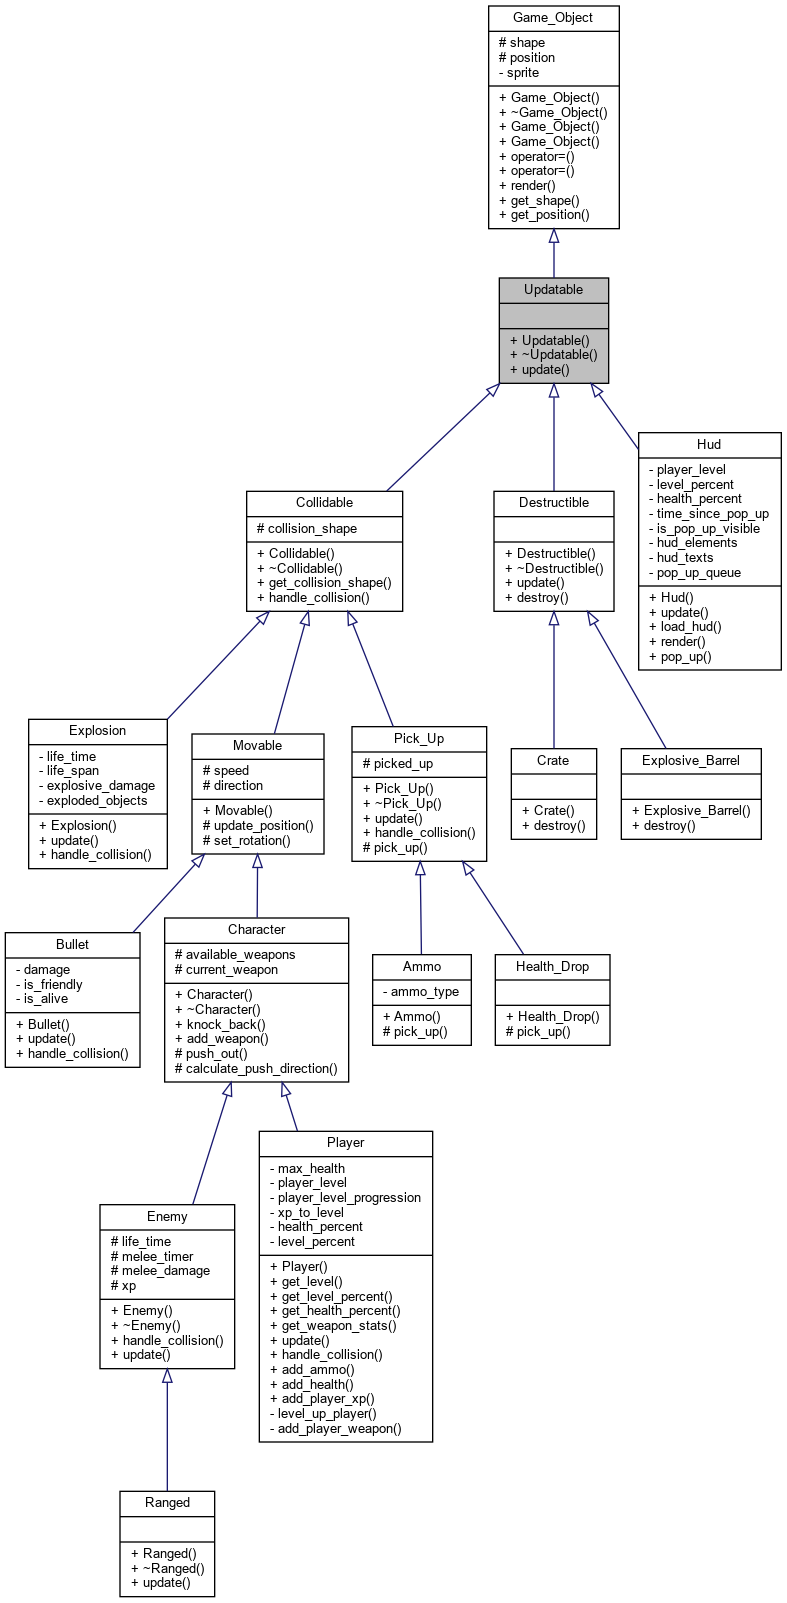 Game_Object
# shape
# position
- sprite
+ Game_Object()
+ ~Game_Object()
+ Game_Object()
+ Game_Object()
+ operator=()
+ operator=()
+ render()
+ get_shape()
+ get_position()
Updatable
+ Updatable()
+ ~Updatable()
+ update()
Collidable
# collision_shape
+ Collidable()
+ ~Collidable()
+ get_collision_shape()
+ handle_collision()
Destructible
+ Destructible()
+ ~Destructible()
+ update()
+ destroy()
Hud
- player_level
- level_percent
- health_percent
- time_since_pop_up
- is_pop_up_visible
- hud_elements
- hud_texts
- pop_up_queue
+ Hud()
+ update()
+ load_hud()
+ render()
+ pop_up()
Explosion
- life_time
- life_span
- explosive_damage
- exploded_objects
+ Explosion()
+ update()
+ handle_collision()
Movable
# speed
# direction
+ Movable()
# update_position()
# set_rotation()
Pick_Up
# picked_up
+ Pick_Up()
+ ~Pick_Up()
+ update()
+ handle_collision()
# pick_up()
Crate
+ Crate()
+ destroy()
Explosive_Barrel
+ Explosive_Barrel()
+ destroy()
Bullet
- damage
- is_friendly
- is_alive
+ Bullet()
+ update()
+ handle_collision()
Character
# available_weapons
# current_weapon
+ Character()
+ ~Character()
+ knock_back()
+ add_weapon()
# push_out()
# calculate_push_direction()
Ammo
- ammo_type
+ Ammo()
# pick_up()
Health_Drop
+ Health_Drop()
# pick_up()
Enemy
# life_time
# melee_timer
# melee_damage
# xp
+ Enemy()
+ ~Enemy()
+ handle_collision()
+ update()
Player
- max_health
- player_level
- player_level_progression
- xp_to_level
- health_percent
- level_percent
+ Player()
+ get_level()
+ get_level_percent()
+ get_health_percent()
+ get_weapon_stats()
+ update()
+ handle_collision()
+ add_ammo()
+ add_health()
+ add_player_xp()
- level_up_player()
- add_player_weapon()
Ranged
+ Ranged()
+ ~Ranged()
+ update()